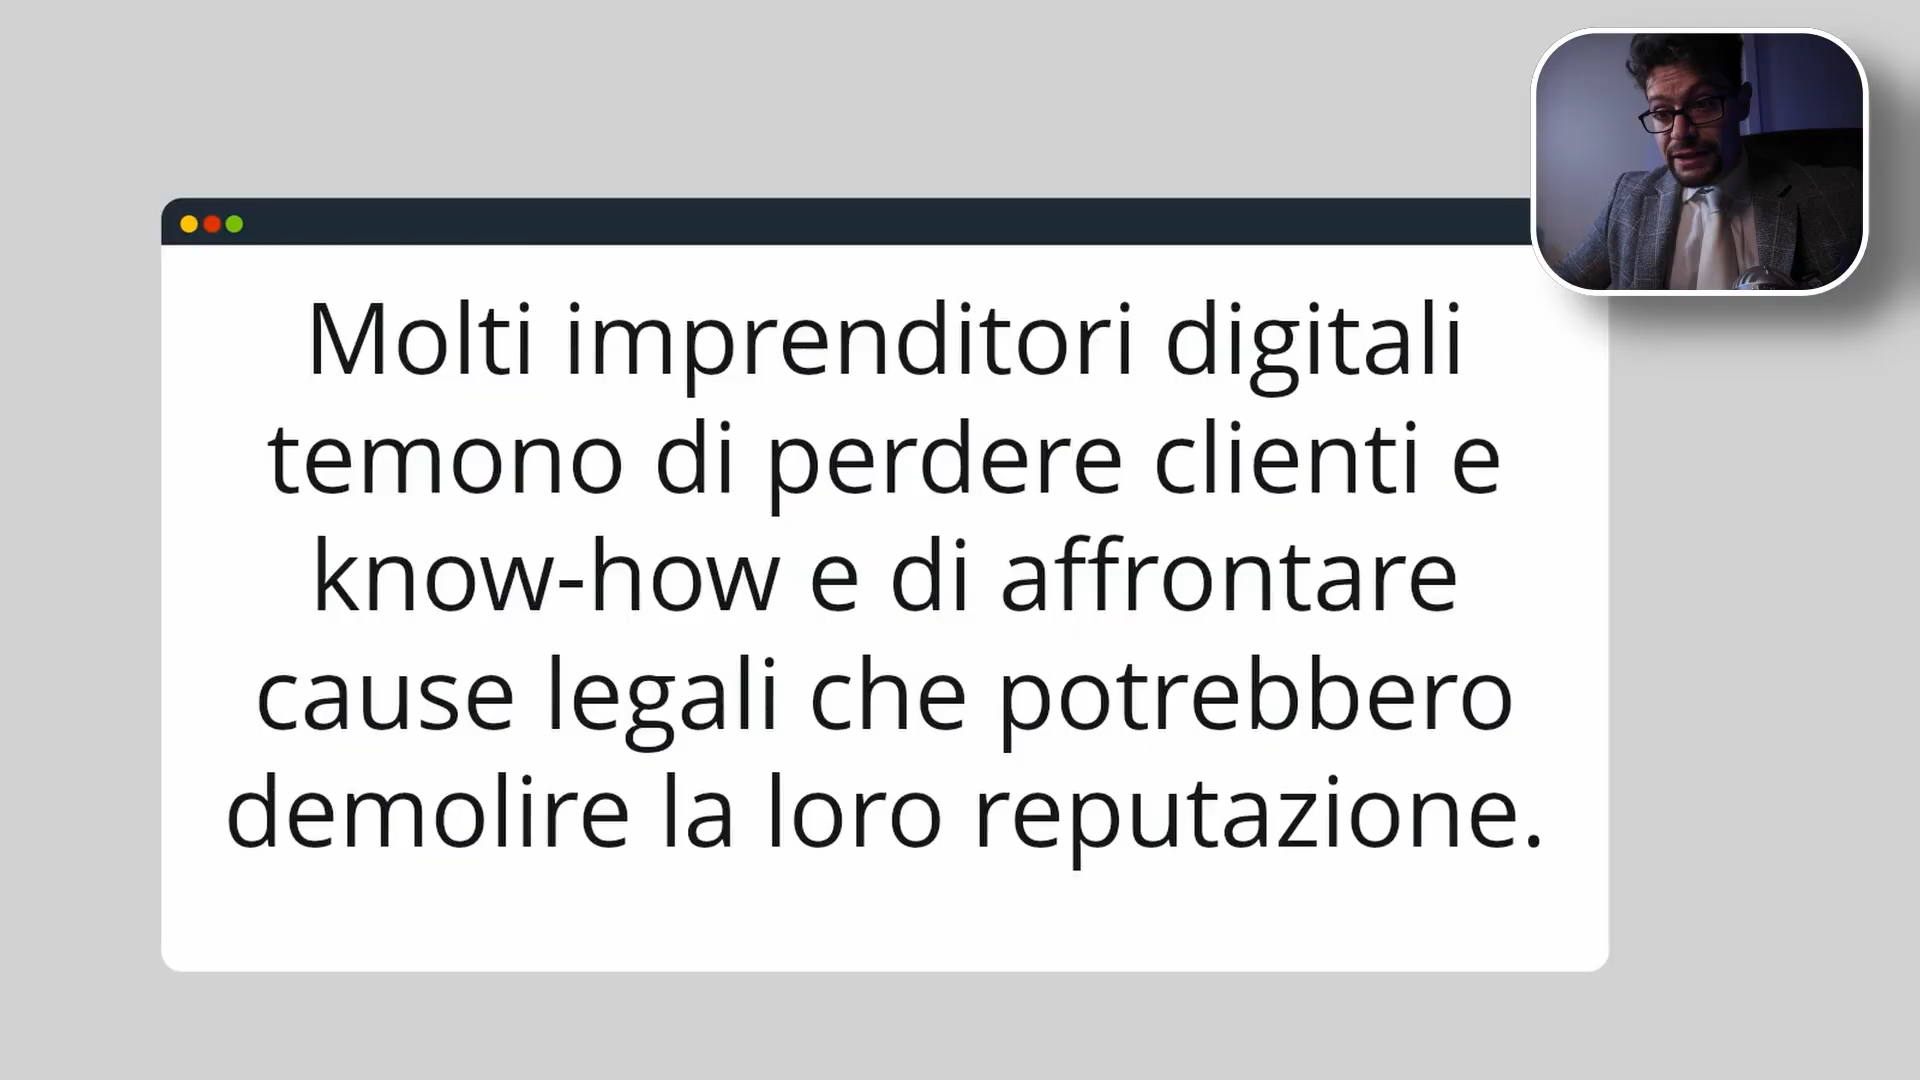 Molti imprenditori digitali
temono di perdere clienti e
know-how e di affrontare
cause legali che potrebbero
demolire la loro reputazione.